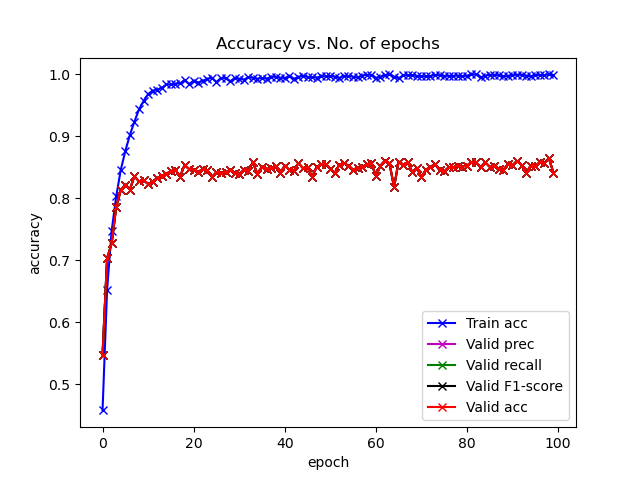 Accuracy vs. No. of epochs
accuracy
1.0
0.9
0.8
0.7
0.6
0.5
Train acc
Valid prec
Valid recall
Valid F1-score
Valid acc
0 20 40 60 80 100
epoch